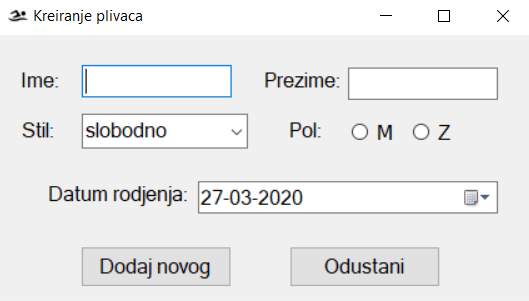 Kreiranje plivaca
Ime: Prezime:
Stil: slobodno Pol: M Z
Datum rodjenja: 27-03-2020
Dodaj novog Odustani